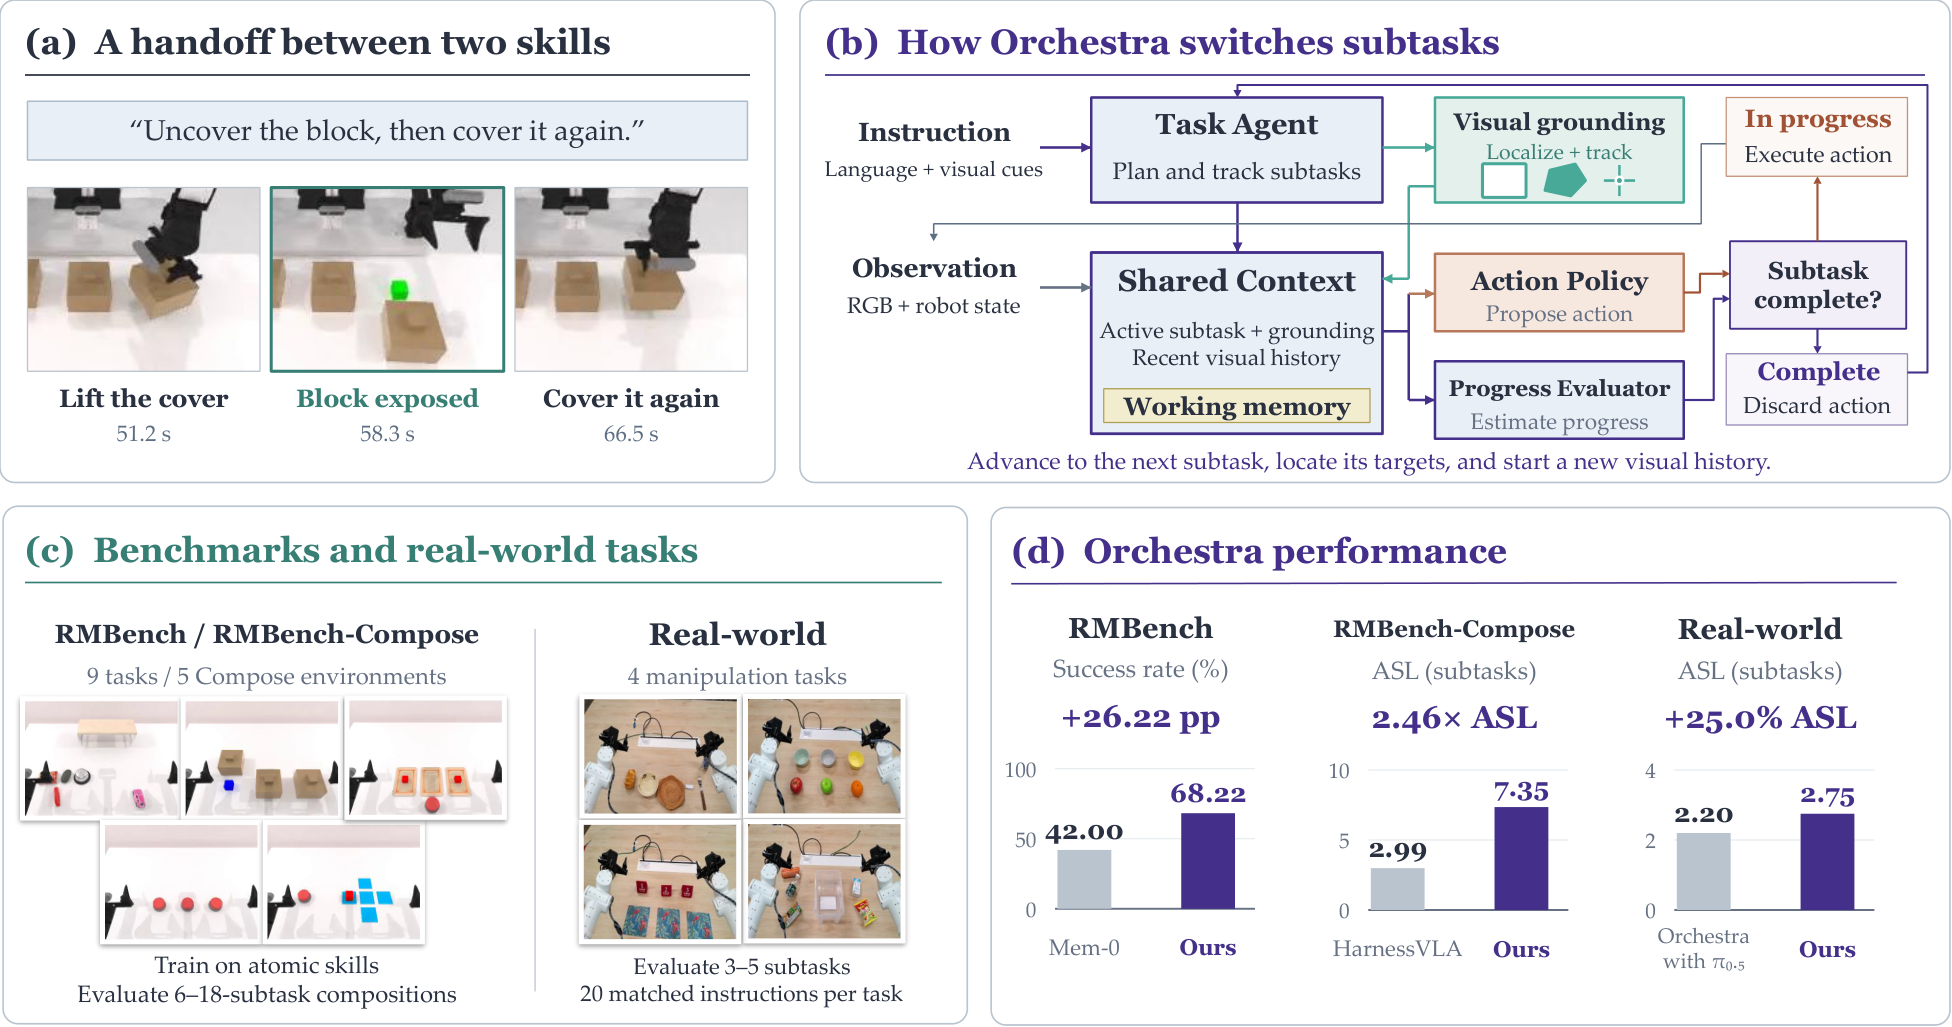 (a) A handoff between two skills
“Uncover the block, then cover it again.”
Lift the cover
51.2 s
Block exposed
58.3 s
Cover it again
66.5 s
(b) How Orchestra switches subtasks
Instruction
Language + visual cues
Observation
RGB + robot state
Task Agent
Plan and track subtasks
Shared Context
Active subtask + grounding
Recent visual history
Working memory
Visual grounding
Localize + track
Action Policy
Propose action
Progress Evaluator
Estimate progress
In progress
Execute action
Subtask
complete?
Complete
Discard action
Advance to the next subtask, locate its targets, and start a new visual history.
(c) Benchmarks and real-world tasks
RMBench / RMBench-Compose
9 tasks / 5 Compose environments
Train on atomic skills
Evaluate 6–18-subtask compositions
Real-world
4 manipulation tasks
Evaluate 3–5 subtasks
20 matched instructions per task
(d) Orchestra performance
RMBench
Success rate (%)
+26.22 pp
100
50
0
42.00
68.22
Mem-0
Ours
RMBench-Compose
ASL (subtasks)
2.46× ASL
10
5
0
2.99
7.35
HarnessVLA
Ours
Real-world
ASL (subtasks)
+25.0% ASL
4
2
0
2.20
2.75
Orchestra
with π0.5
Ours